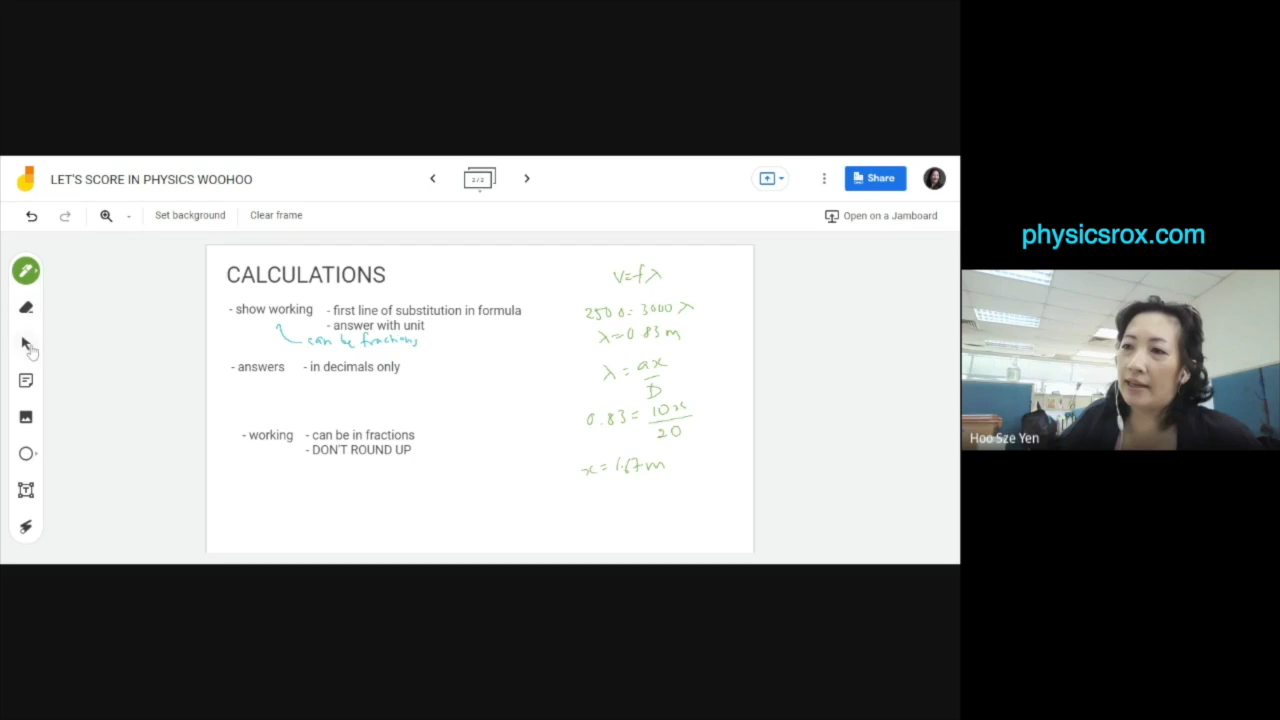 LET'S SCORE IN PHYSICS WOOHOO
2 / 2
Share
Set background
Clear frame
Open on a Jamboard
CALCULATIONS
- show working - first line of substitution in formula
- answer with unit
can be fractions
- answers - in decimals only
- working - can be in fractions
- DON'T ROUND UP
v=fλ
2500 = 3000 λ
λ=0.83 m
λ = ax
D
0.83 = 10x
20
x = 1.67m
physicsrox.com
Hoo Sze Yen